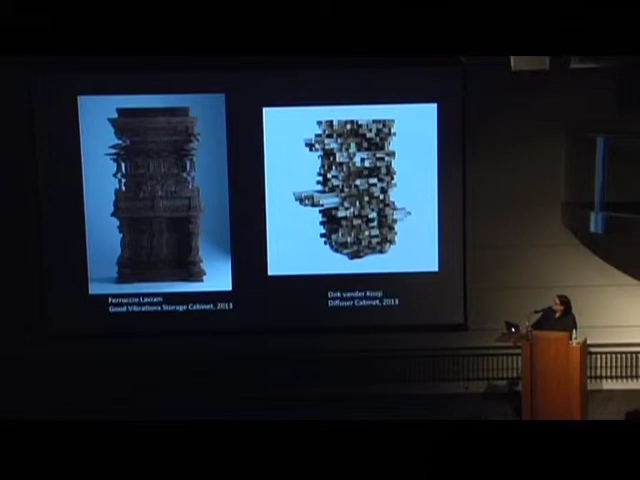 Ferruccio Laviani
Good Vibrations Storage Cabinet, 2013
Dirk vander Kooij
Diffuser Cabinet, 2013